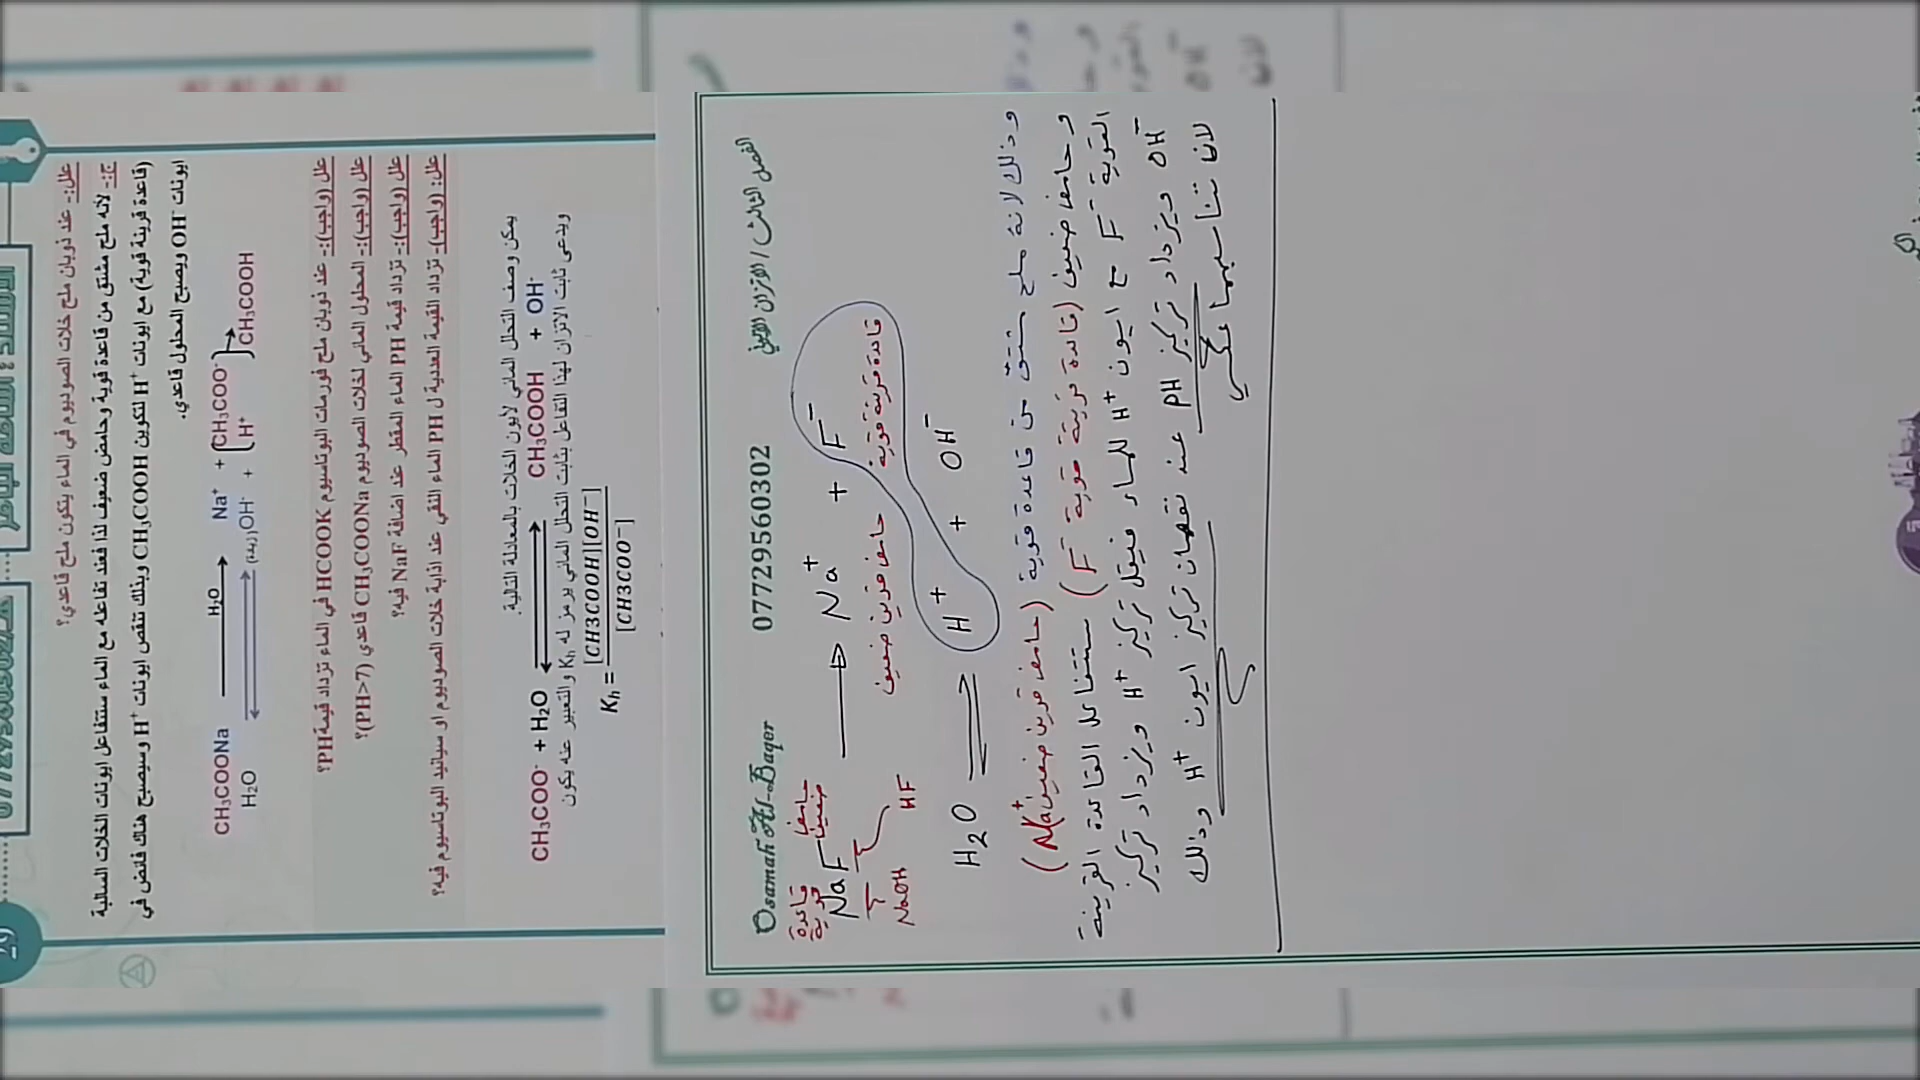 29
علل:- عند ذوبان ملح خلات الصوديوم في الماء يتكون ملح قاعدي؟
ج:- لأنه ملح مشتق من قاعدة قوية وحامض ضعيف لذا فعند تفاعله مع الماء ستتفاعل ايونات الخلات السالبة
(قاعدة قرينة قوية) مع ايونات H⁺ لتكوين CH₃COOH وبذلك تنقص ايونات H⁺ وسيصبح هناك فائض في
ايونات OH⁻ ويصبح المحلول قاعدي.
CH₃COONa H₂O → Na⁺ + CH₃COO⁻
H₂O ⇌ OH⁻ (زيادة) + H⁺ → CH₃COOH
علل (واجب):- عند ذوبان ملح فورمات البوتاسيوم HCOOK في الماء تزداد قيمة PH؟
علل (واجب):- المحلول المائي لخلات الصوديوم CH₃COONa قاعدي (PH>7)؟
علل (واجب):- تزداد قيمة PH الماء المقطر عند اضافة NaF فيه؟
علل: (واجب)- تزداد القيمة العددية ل PH الماء النقي عند اذابة خلات الصوديوم او سيانيد البوتاسيوم فيه؟
يمكن وصف التحلل المائي لأيون الخلات بالمعادلة التالية.
CH₃COO⁻ + H₂O ⇌ CH₃COOH + OH⁻
ويدعى ثابت الاتزان لهذا التفاعل بثابت التحلل المائي يرمز له Kₕ والتعبير عنه يكون
Kₕ = [CH3COOH][OH⁻] / [CH3COO⁻]
Osamah Al-Baqer 07729560302 الفصل الثالث / الاتزان الايوني
قاعدة قوية حامض ضعيف
NaF → Na⁺ + F⁻
NaOH HF حامض قرين ضعيف قاعدة قرينة قوية
H₂O ⇌ H⁺ + OH⁻
وذلك لانه ملح مشتق من قاعدة قوية (حامض قرين ضعيف Na⁺)
وحامض ضعيف (قاعدة قرينة قوية F⁻) ستتفاعل القاعدة القرينة
القوية F⁻ مع ايون H⁺ للماء فيقل تركيز H⁺ ويزداد تركيز
OH⁻ ويزداد تركيز PH عند نقصان تركيز ايون H⁺ وذلك
لان تناسبهما عكسي